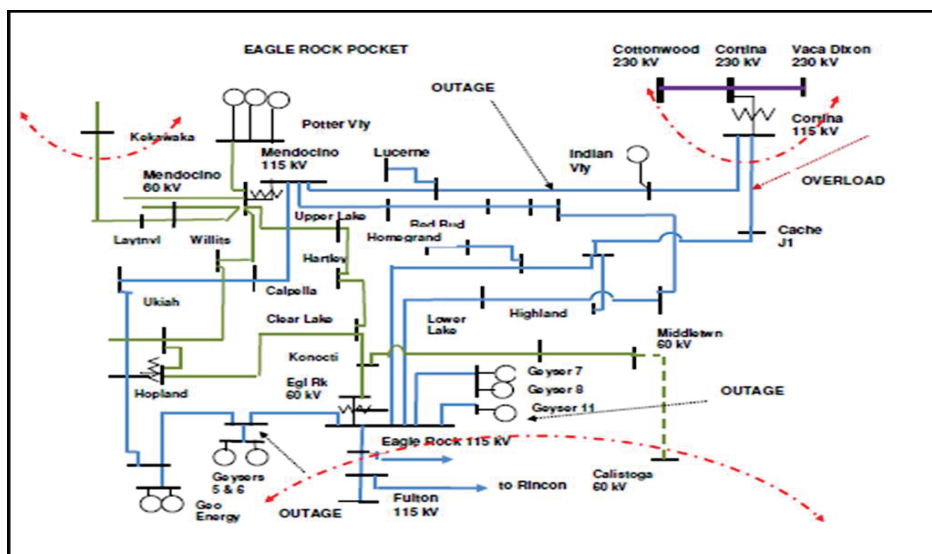 EAGLE ROCK POCKET
Cottonwood
230 kV
Cortina
230 kV
Vaca Dixon
230 kV
OUTAGE
Kekawaka
Potter Vly
Mendocino
115 kV
Lucerne
Indian
Vly
Cortina
115 kV
OVERLOAD
Mendocino
60 kV
Upper Lake
Red Bud
Homegrand
Cache
J1
Laytnvl
Willits
Hartley
Ukiah
Calpella
Clear Lake
Lower
Lake
Highland
Middletwn
60 kV
Konocti
Hopland
Egl Rk
60 kV
Geyser 7
Geyser 8
Geyser 11
OUTAGE
Eagle Rock 115 kV
Geysers
5 & 6
Calistoga
60 kV
Geo
Energy
OUTAGE
Fulton
115 kV
to Rincon